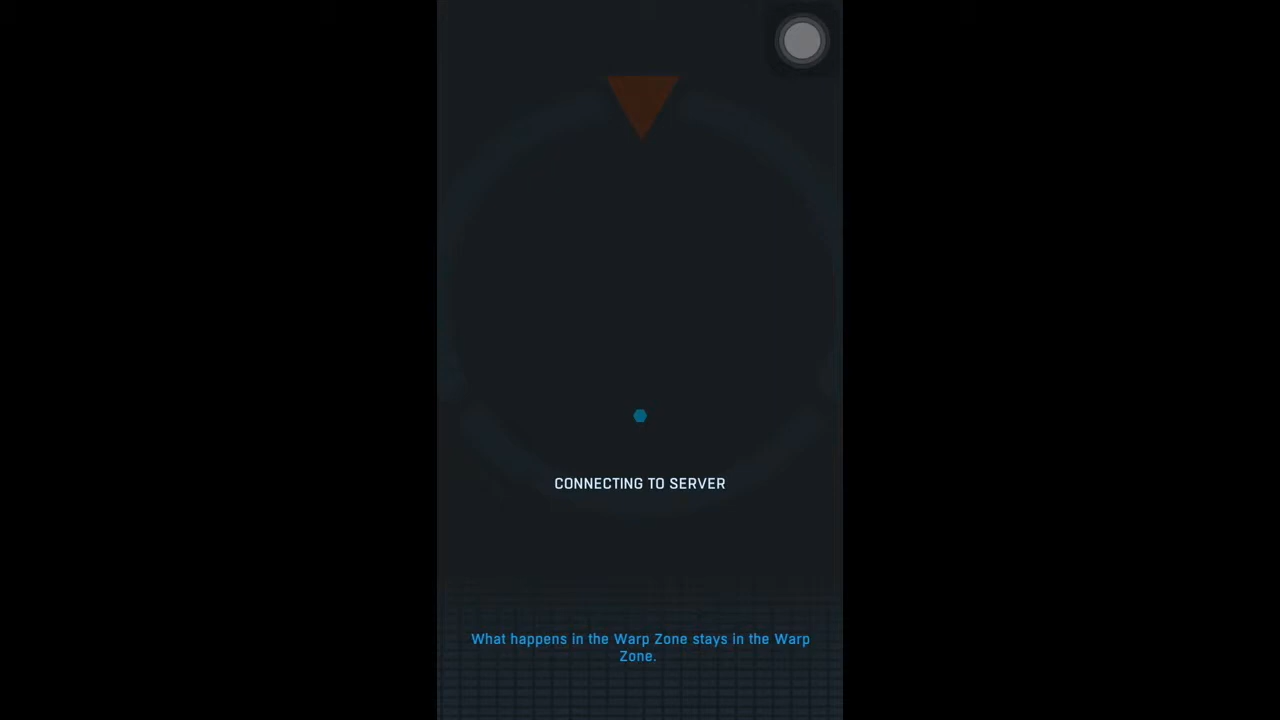 CONNECTING TO SERVER
What happens in the Warp Zone stays in the Warp
Zone.